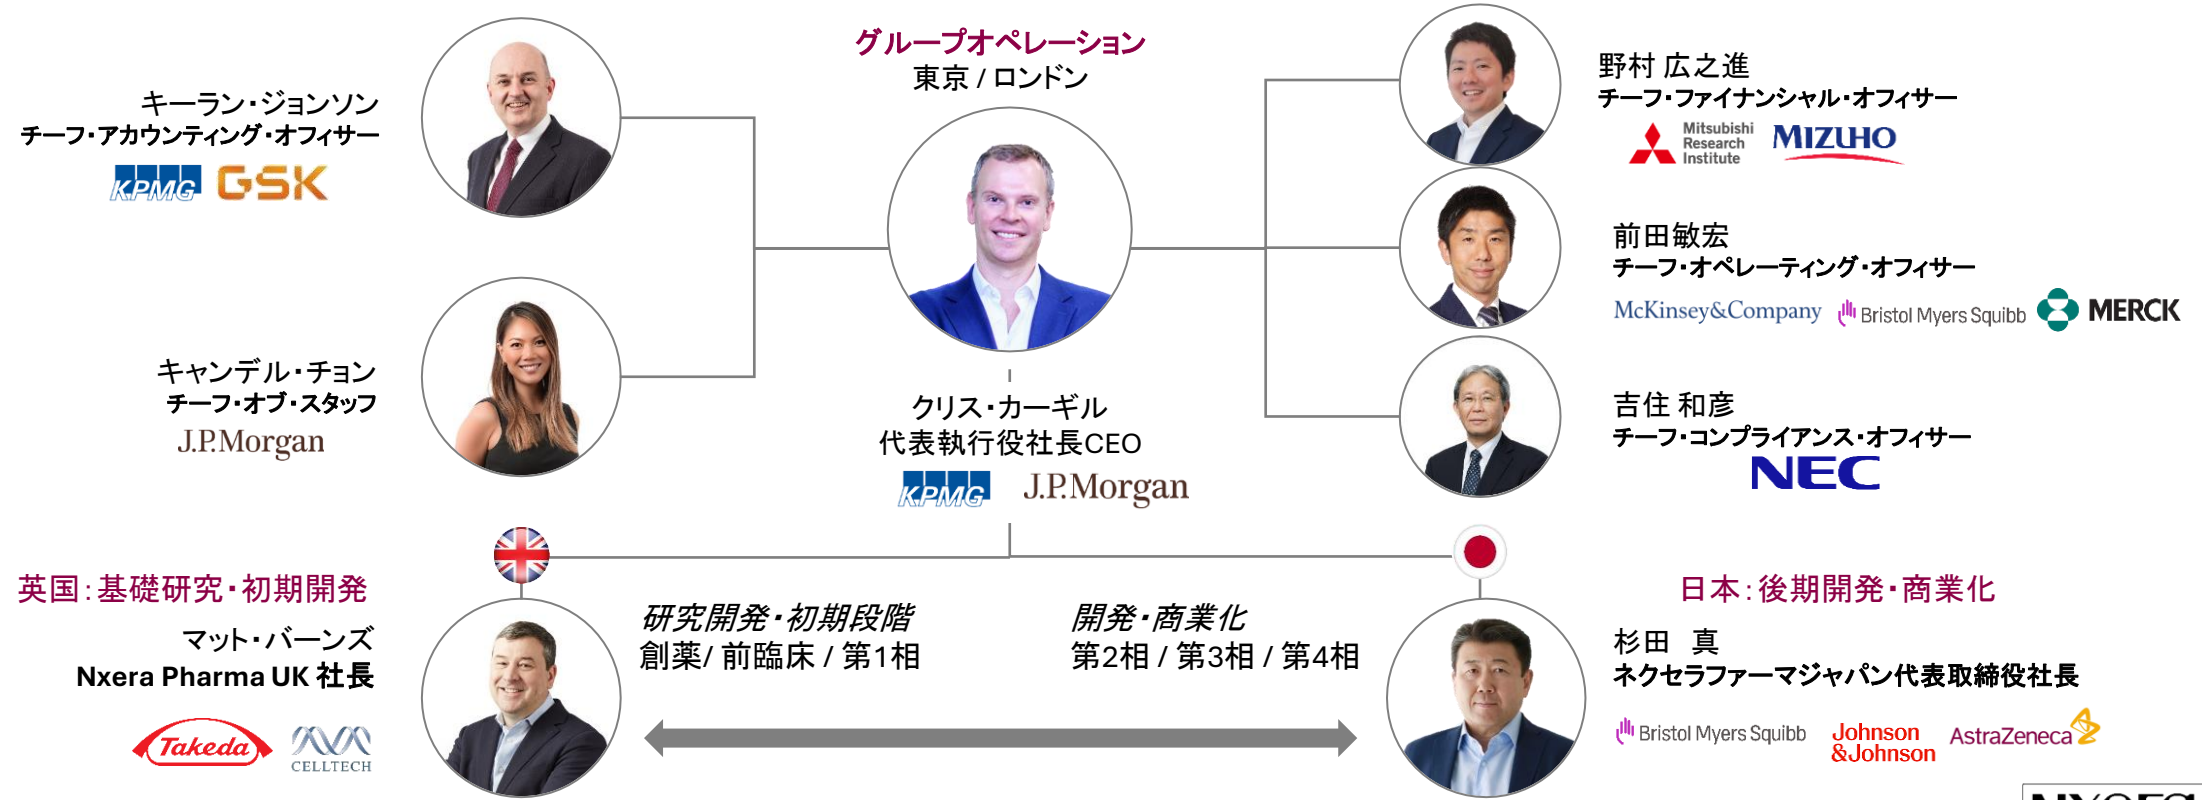 グループオペレーション
東京 / ロンドン
キーラン・ジョンソン
チーフ・アカウンティング・オフィサー
KPMG GSK
キャンデル・チョン
チーフ・オブ・スタッフ
J.P.Morgan
クリス・カーギル
代表執行役社長CEO
KPMG J.P.Morgan
野村 広之進
チーフ・ファイナンシャル・オフィサー
Mitsubishi
Research
Institute
MIZUHO
前田敏宏
チーフ・オペレーティング・オフィサー
McKinsey&Company Bristol Myers Squibb MERCK
吉住 和彦
チーフ・コンプライアンス・オフィサー
NEC
英国：基礎研究・初期開発
マット・バーンズ
Nxera Pharma UK 社長
Takeda CELLTECH
研究開発・初期段階
創薬/ 前臨床 / 第1相
開発・商業化
第2相 / 第3相 / 第4相
日本：後期開発・商業化
杉田　真
ネクセラファーマジャパン代表取締役社長
Bristol Myers Squibb
Johnson
&Johnson
AstraZeneca